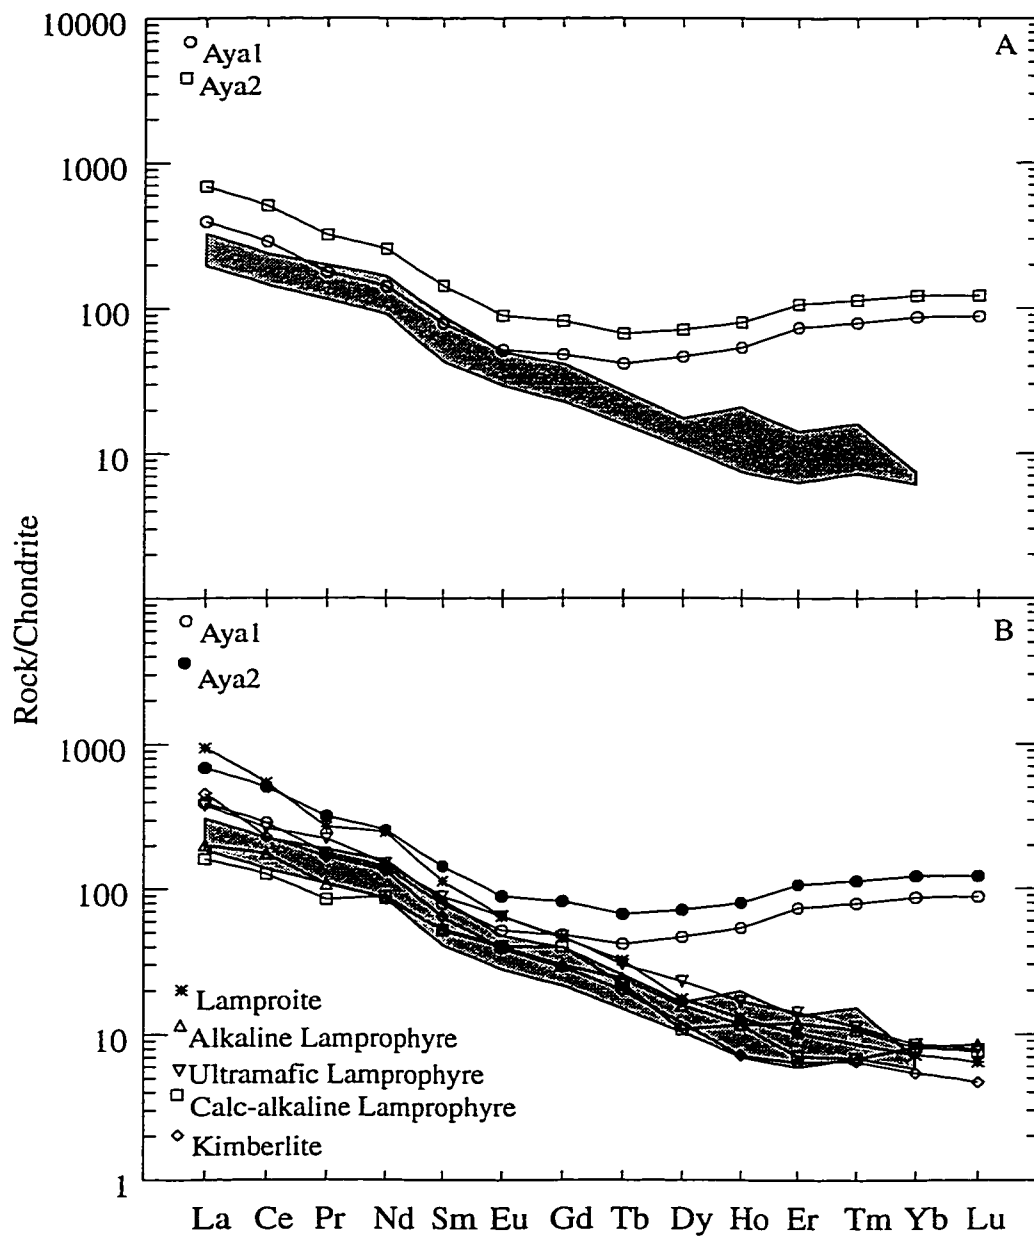 10000
Aya1
Aya2
A
1000
100
10
Rock/Chondrite
Aya1
Aya2
B
1000
100
10
Lamproite
Alkaline Lamprophyre
Ultramafic Lamprophyre
Calc-alkaline Lamprophyre
Kimberlite
1
La Ce Pr Nd Sm Eu Gd Tb Dy Ho Er Tm Yb Lu